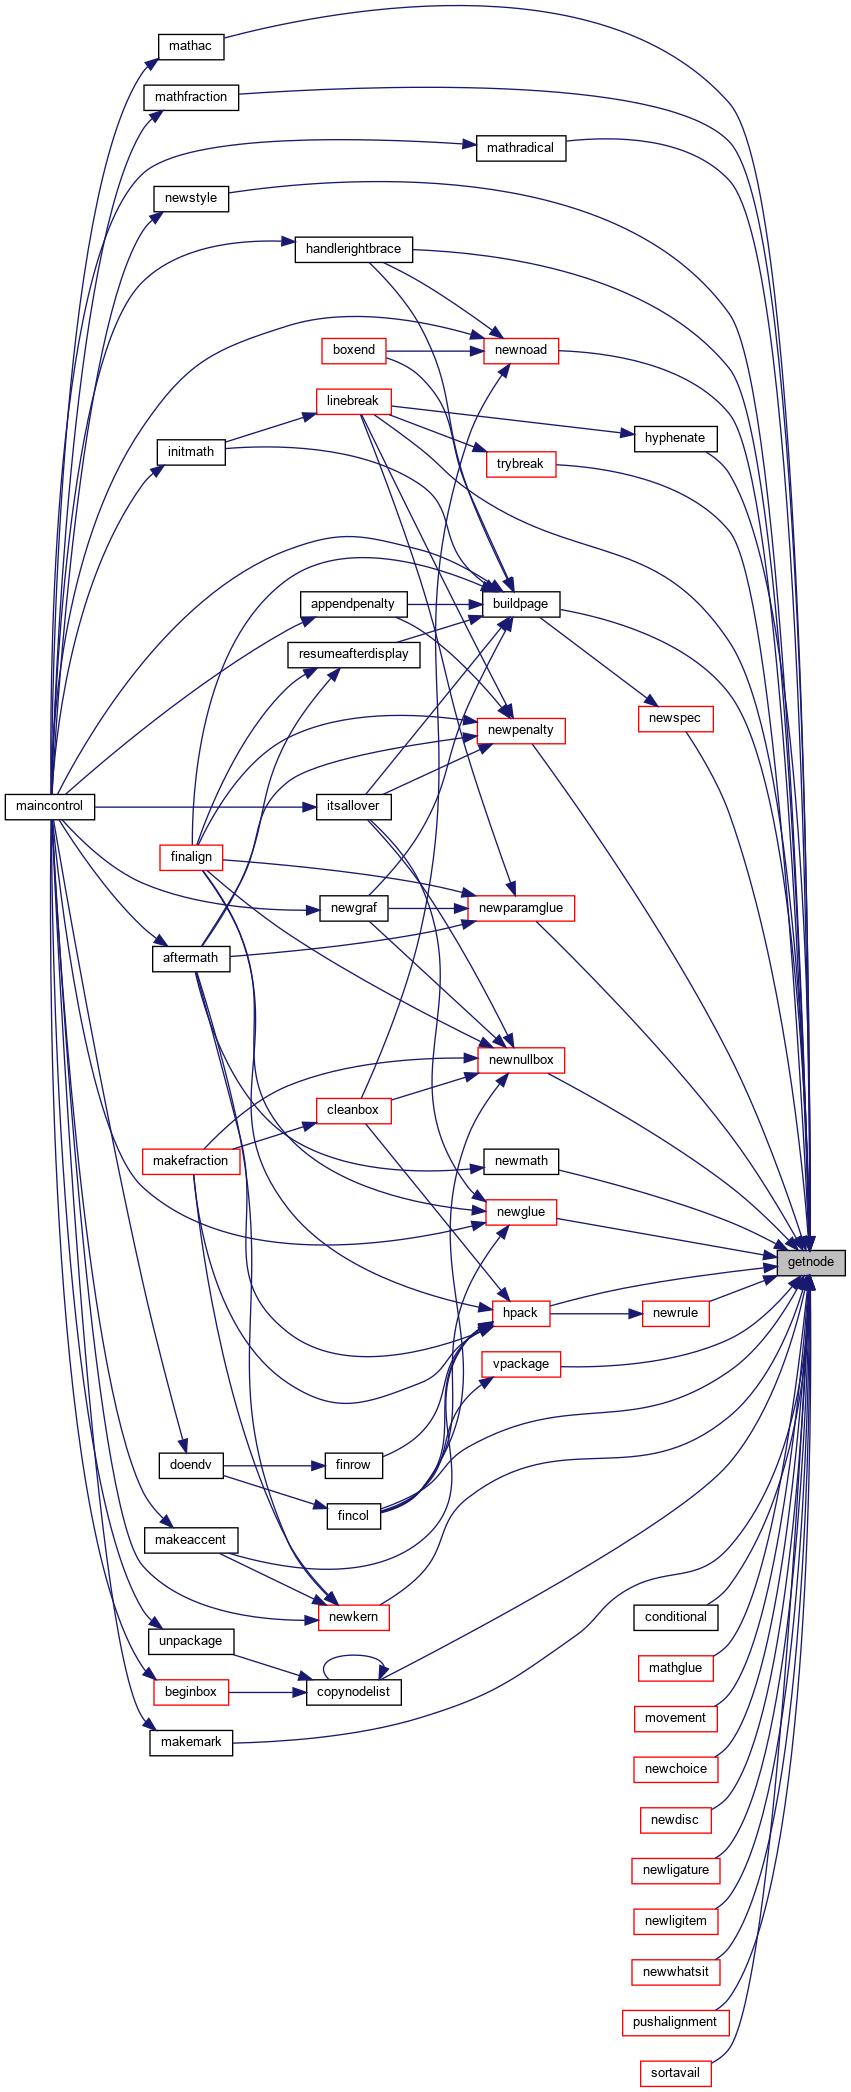 mathac
mathfraction
mathradical
newstyle
handlerightbrace
boxend
newnoad
linebreak
hyphenate
initmath
trybreak
appendpenalty
buildpage
resumeafterdisplay
newspec
newpenalty
maincontrol
itsallover
finalign
newgraf
newparamglue
aftermath
newnullbox
cleanbox
makefraction
newmath
newglue
getnode
hpack
newrule
vpackage
doendv
finrow
fincol
makeaccent
newkern
conditional
unpackage
mathglue
beginbox
copynodelist
movement
makemark
newchoice
newdisc
newligature
newligitem
newwhatsit
pushalignment
sortavail